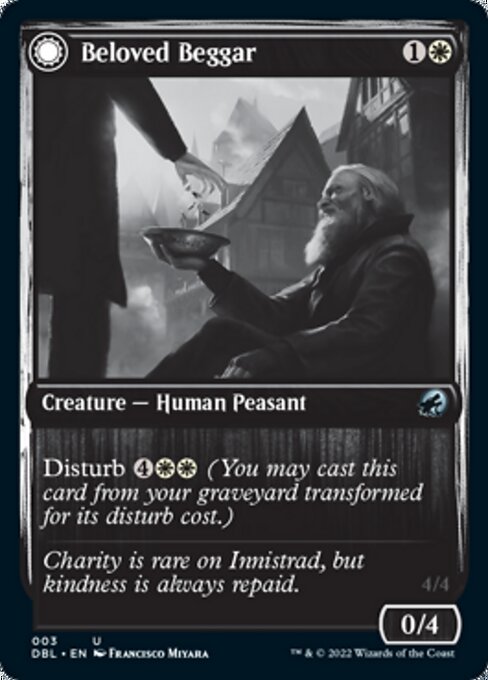 Beloved Beggar 1
Creature — Human Peasant
Disturb 4 (You may cast this
card from your graveyard transformed
for its disturb cost.)
Charity is rare on Innistrad, but
kindness is always repaid.
4/4
0/4
003 U
DBL • EN Francisco Miyara
™ & © 2022 Wizards of the Coast